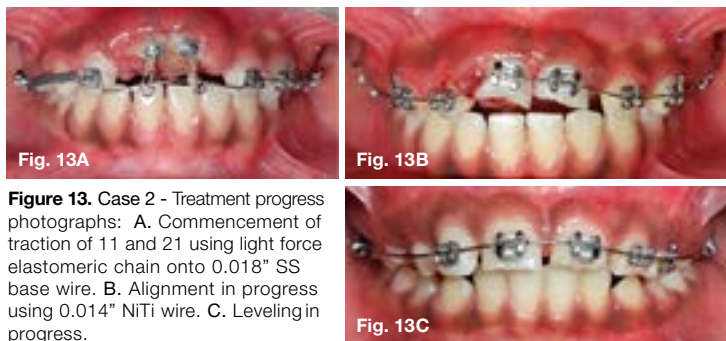 Fig. 13A
Fig. 13B
Figure 13. Case 2 - Treatment progress
photographs: A. Commencement of
traction of 11 and 21 using light force
elastomeric chain onto 0.018” SS
base wire. B. Alignment in progress
using 0.014” NiTi wire. C. Leveling in
progress.
Fig. 13C